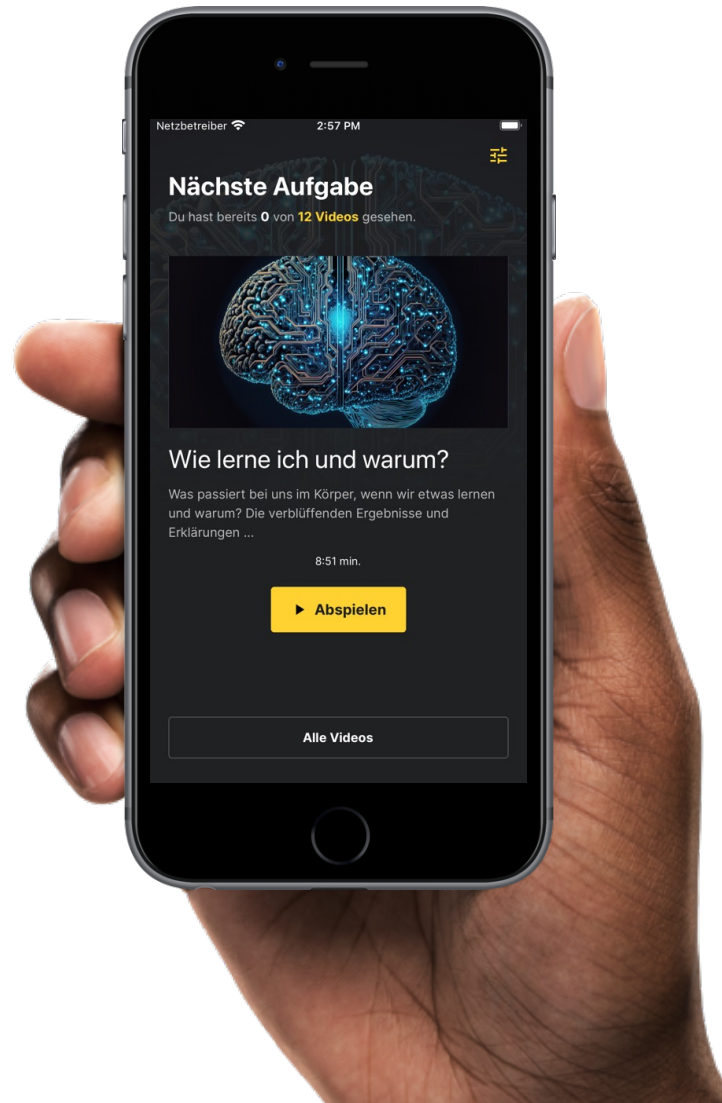 Netzbetreiber 2:57 PM
Nächste Aufgabe
Du hast bereits 0 von 12 Videos gesehen.
Wie lerne ich und warum?
Was passiert bei uns im Körper, wenn wir etwas lernen
und warum? Die verblüffenden Ergebnisse und
Erklärungen ...
8:51 min.
Abspielen
Alle Videos